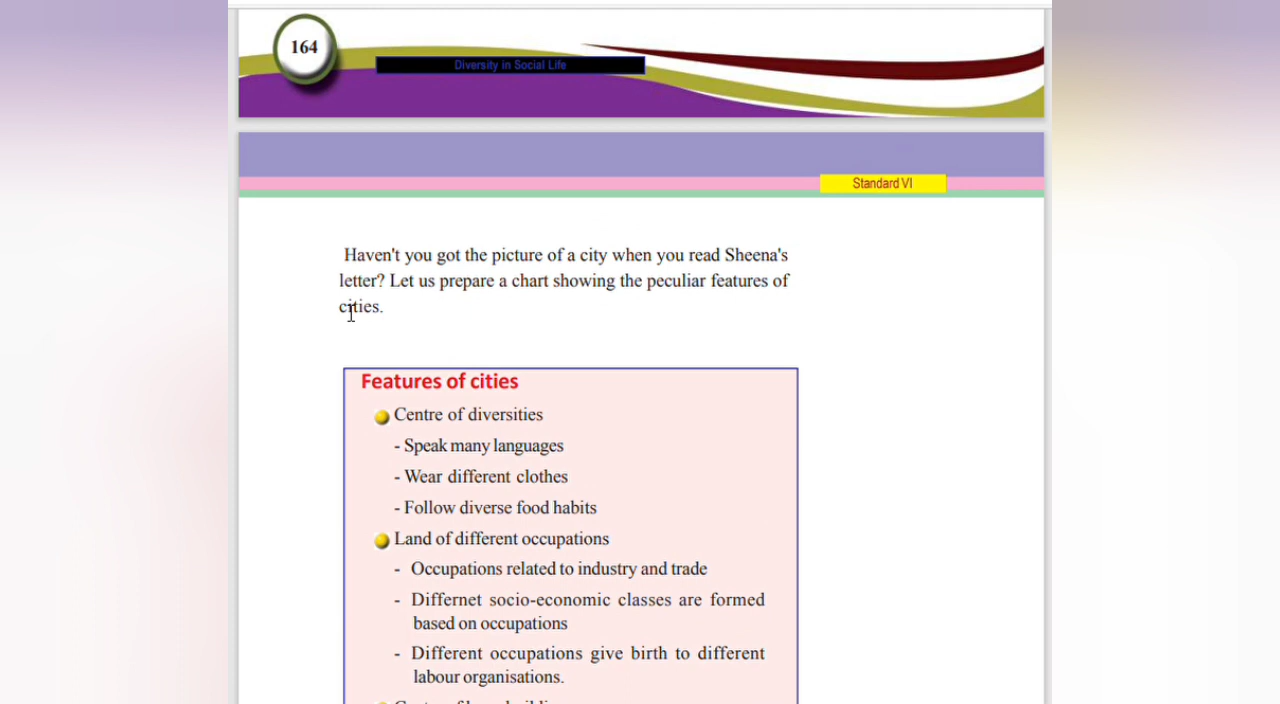 164
Diversity in Social Life
Standard VI
Haven't you got the picture of a city when you read Sheena's
letter? Let us prepare a chart showing the peculiar features of
cities.
Features of cities
Centre of diversities
- Speak many languages
- Wear different clothes
- Follow diverse food habits
Land of different occupations
- Occupations related to industry and trade
- Differnet socio-economic classes are formed
based on occupations
- Different occupations give birth to different
labour organisations.